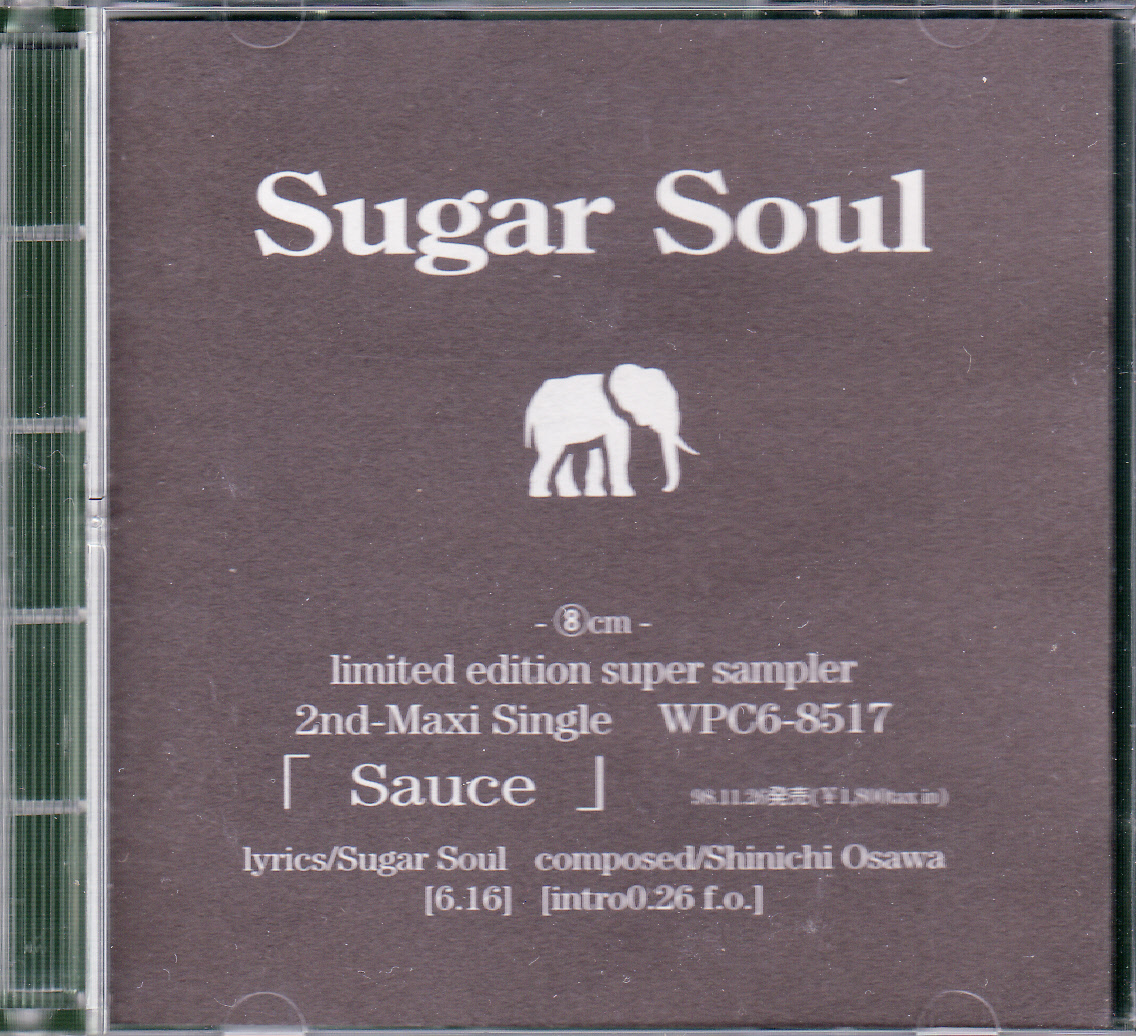 Sugar Soul
- ⑧cm -
limited edition super sampler
2nd-Maxi Single WPC6-8517
「 Sauce 」 98.11.26発売(￥1,800tax in)
lyrics/Sugar Soul composed/Shinichi Osawa
[6.16] [intro0.26 f.o.]